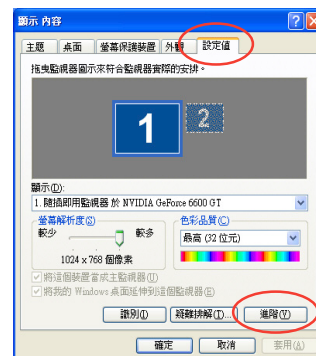 顯示 內容
主題 桌面 螢幕保護裝置 外觀 設定值
拖曳監視器圖示來符合監視器實際的安排。
1 2
顯示(D):
1. 隨插即用監視器 於 NVIDIA GeForce 6600 GT
螢幕解析度(S) 色彩品質(C)
較少 較多 最高 (32 位元)
1024 x 768 個像素
將這個裝置當成主監視器(U)
將我的 Windows 桌面延伸到這個監視器(E)
識別(I) 疑難排解(T)... 進階(V)
確定 取消 套用(A)